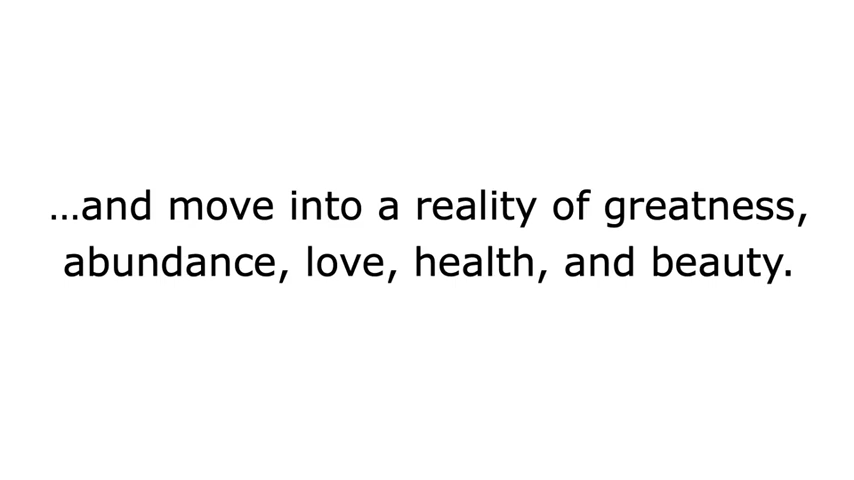 …and move into a reality of greatness,
abundance, love, health, and beauty.